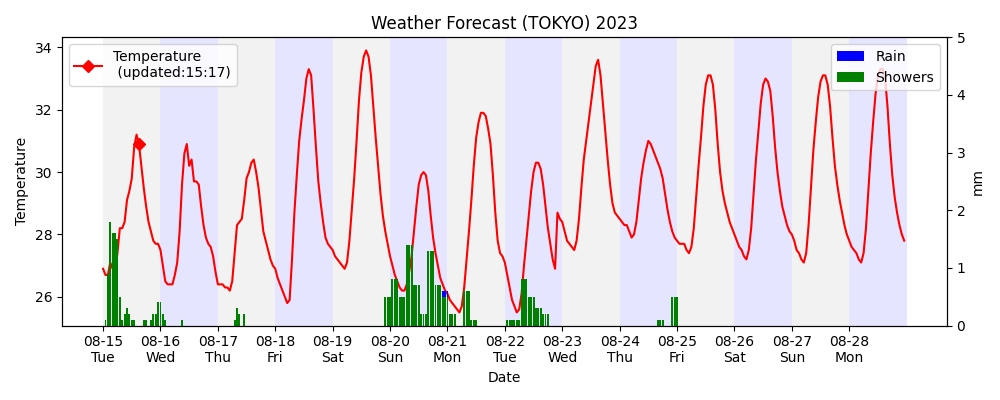 Weather Forecast (TOKYO) 2023
Temperature
(updated:15:17)
Rain
Showers
34
32
30
28
26
Temperature
5
4
3
2
1
0
mm
08-15 08-16 08-17 08-18 08-19 08-20 08-21 08-22 08-23 08-24 08-25 08-26 08-27 08-28
Tue Wed Thu Fri Sat Sun Mon Tue Wed Thu Fri Sat Sun Mon
Date